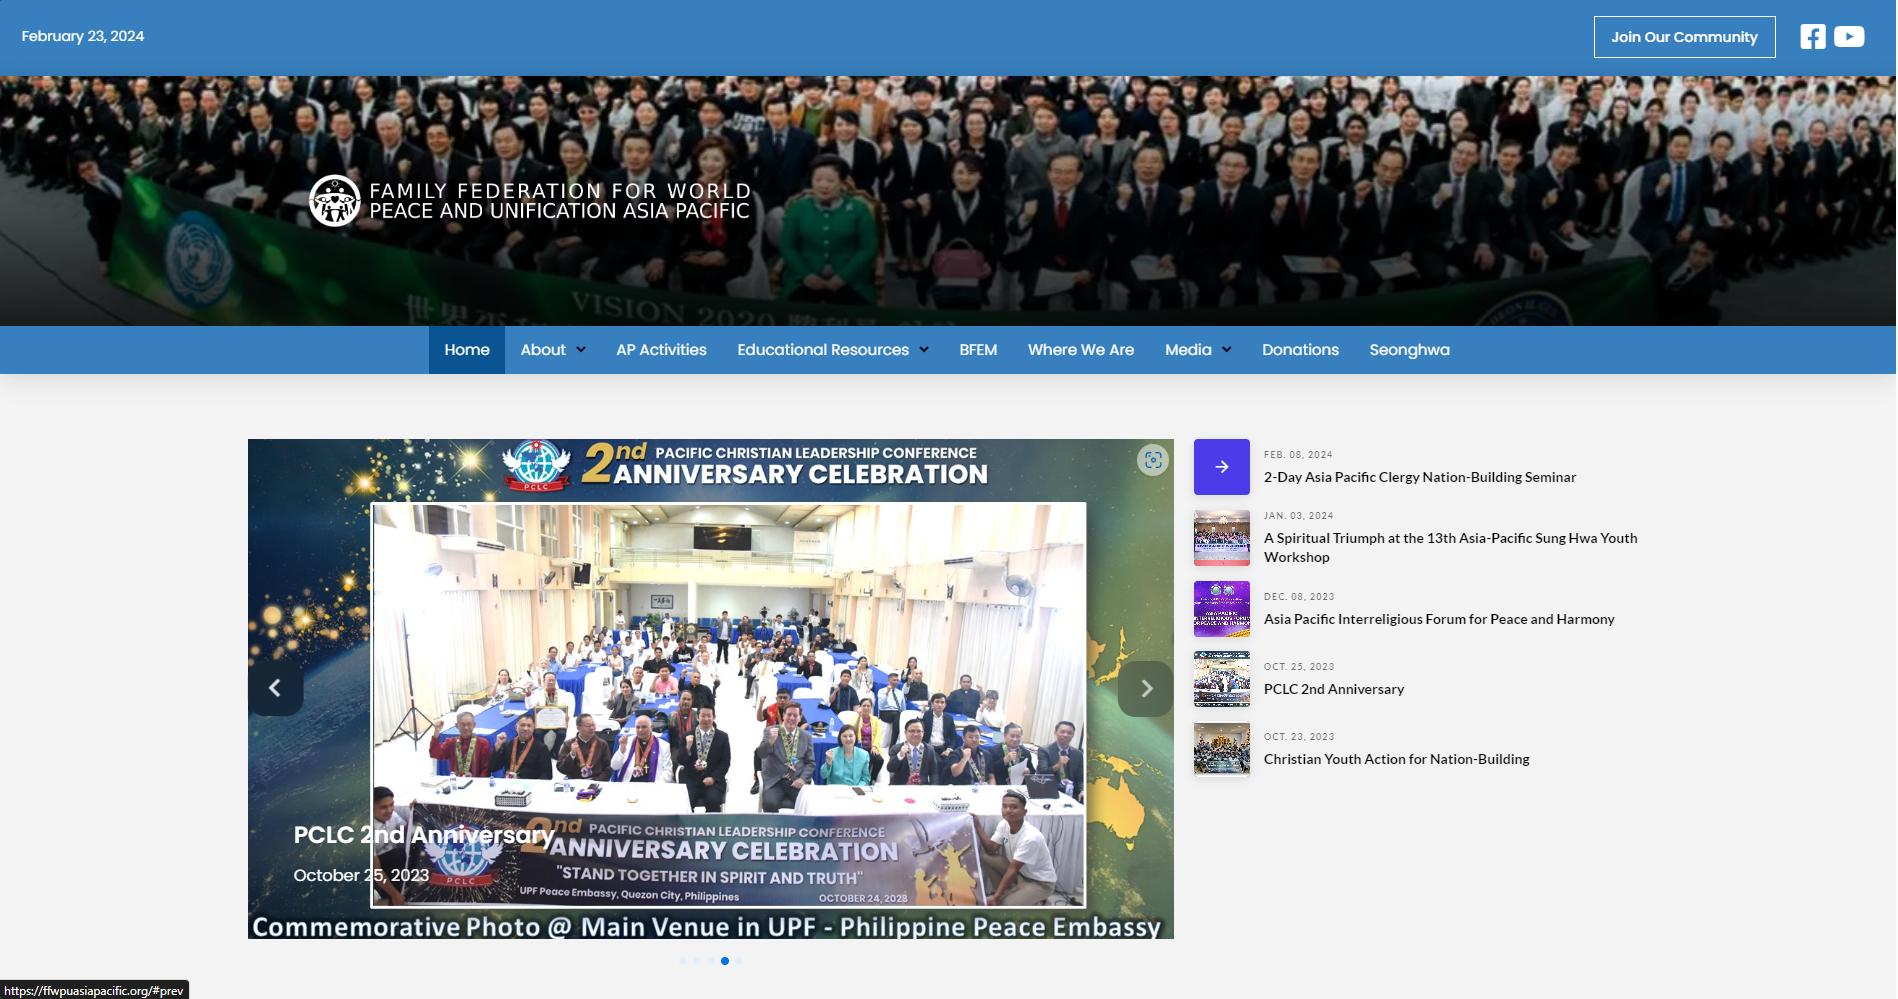 February 23, 2024
Join Our Community
FAMILY FEDERATION FOR WORLD
PEACE AND UNIFICATION ASIA PACIFIC
VISION 2020
Home
About
AP Activities
Educational Resources
BFEM
Where We Are
Media
Donations
Seonghwa
2nd PACIFIC CHRISTIAN LEADERSHIP CONFERENCE
ANNIVERSARY CELEBRATION
PCLC
PCLC 2nd Anniversary
October 25, 2023
2nd PACIFIC CHRISTIAN LEADERSHIP CONFERENCE
ANNIVERSARY CELEBRATION
PCLC
"STAND TOGETHER IN SPIRIT AND TRUTH"
UPF Peace Embassy, Quezon City, Philippines
OCTOBER 24, 2023
Commemorative Photo @ Main Venue in UPF - Philippine Peace Embassy
FEB. 08, 2024
2-Day Asia Pacific Clergy Nation-Building Seminar
JAN. 03, 2024
A Spiritual Triumph at the 13th Asia-Pacific Sung Hwa Youth
Workshop
DEC. 08, 2023
Asia Pacific Interreligious Forum for Peace and Harmony
OCT. 25, 2023
PCLC 2nd Anniversary
OCT. 23, 2023
Christian Youth Action for Nation-Building
https://ffwpuasiapacific.org/#prev